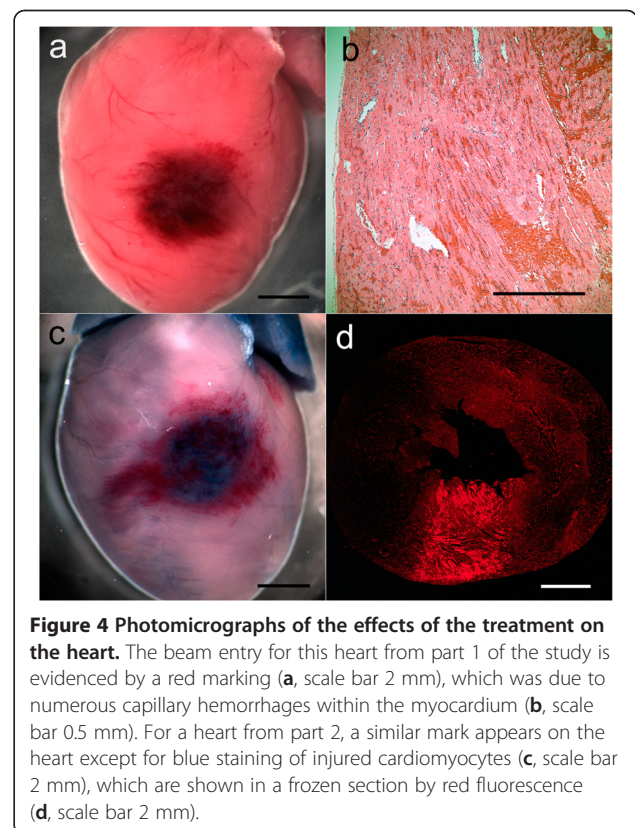 a
b
c
d
Figure 4 Photomicrographs of the effects of the treatment on
the heart. The beam entry for this heart from part 1 of the study is
evidenced by a red marking (a, scale bar 2 mm), which was due to
numerous capillary hemorrhages within the myocardium (b, scale
bar 0.5 mm). For a heart from part 2, a similar mark appears on the
heart except for blue staining of injured cardiomyocytes (c, scale bar
2 mm), which are shown in a frozen section by red fluorescence
(d, scale bar 2 mm).